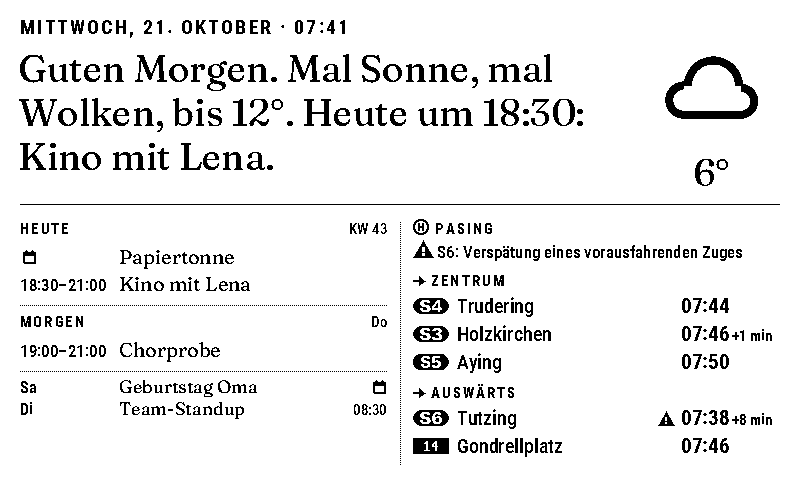 MITTWOCH, 21. OKTOBER · 07:41
Guten Morgen. Mal Sonne, mal
Wolken, bis 12°. Heute um 18:30:
Kino mit Lena.
6°
HEUTE KW 43
Papiertonne
18:30–21:00 Kino mit Lena
MORGEN Do
19:00–21:00 Chorprobe
Sa Geburtstag Oma
Di Team-Standup 08:30
H PASING
S6: Verspätung eines vorausfahrenden Zuges
→ ZENTRUM
S4 Trudering 07:44
S3 Holzkirchen 07:46 +1 min
S5 Aying 07:50
→ AUSWÄRTS
S6 Tutzing 07:38 +8 min
14 Gondrellplatz 07:46